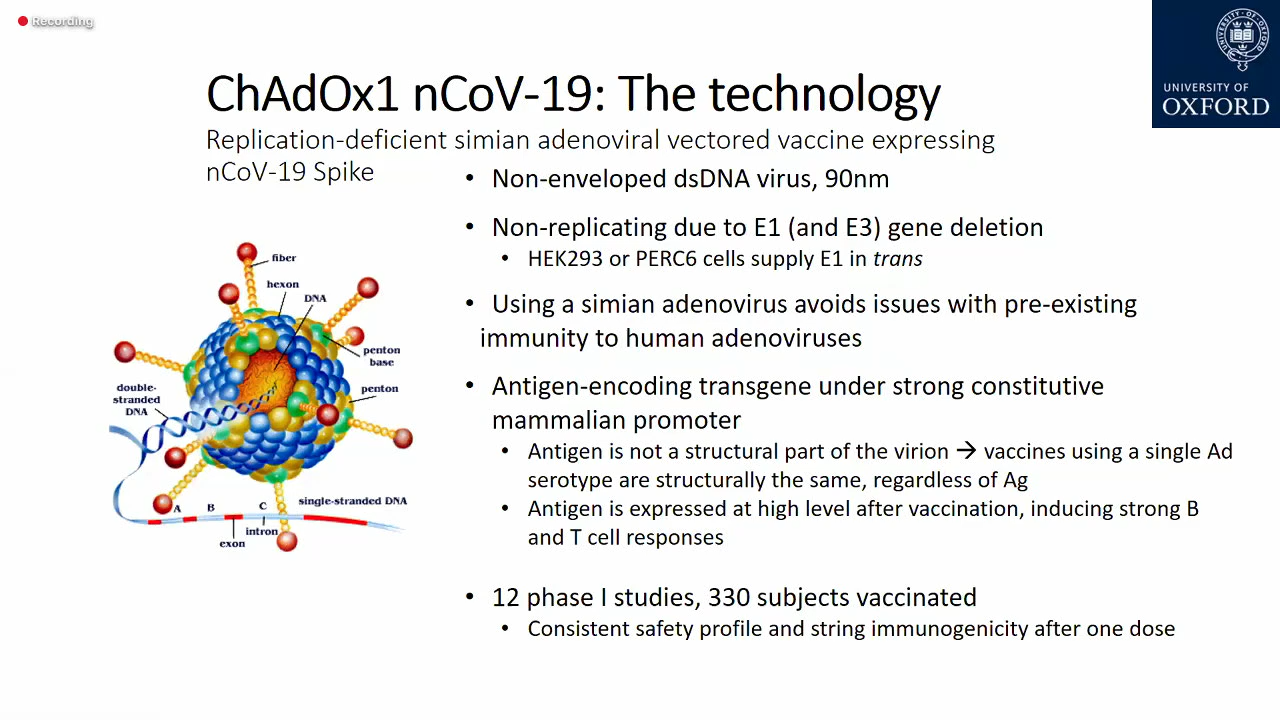 Recording
UNIVERSITY OF
OXFORD
ChAdOx1 nCoV-19: The technology
Replication-deficient simian adenoviral vectored vaccine expressing
nCoV-19 Spike
• Non-enveloped dsDNA virus, 90nm
• Non-replicating due to E1 (and E3) gene deletion
• HEK293 or PERC6 cells supply E1 in trans
• Using a simian adenovirus avoids issues with pre-existing
immunity to human adenoviruses
• Antigen-encoding transgene under strong constitutive
mammalian promoter
• Antigen is not a structural part of the virion → vaccines using a single Ad
serotype are structurally the same, regardless of Ag
• Antigen is expressed at high level after vaccination, inducing strong B
and T cell responses
• 12 phase I studies, 330 subjects vaccinated
• Consistent safety profile and string immunogenicity after one dose
fiber
hexon
DNA
penton
base
penton
double-
stranded
DNA
A B C
single-stranded DNA
intron
exon